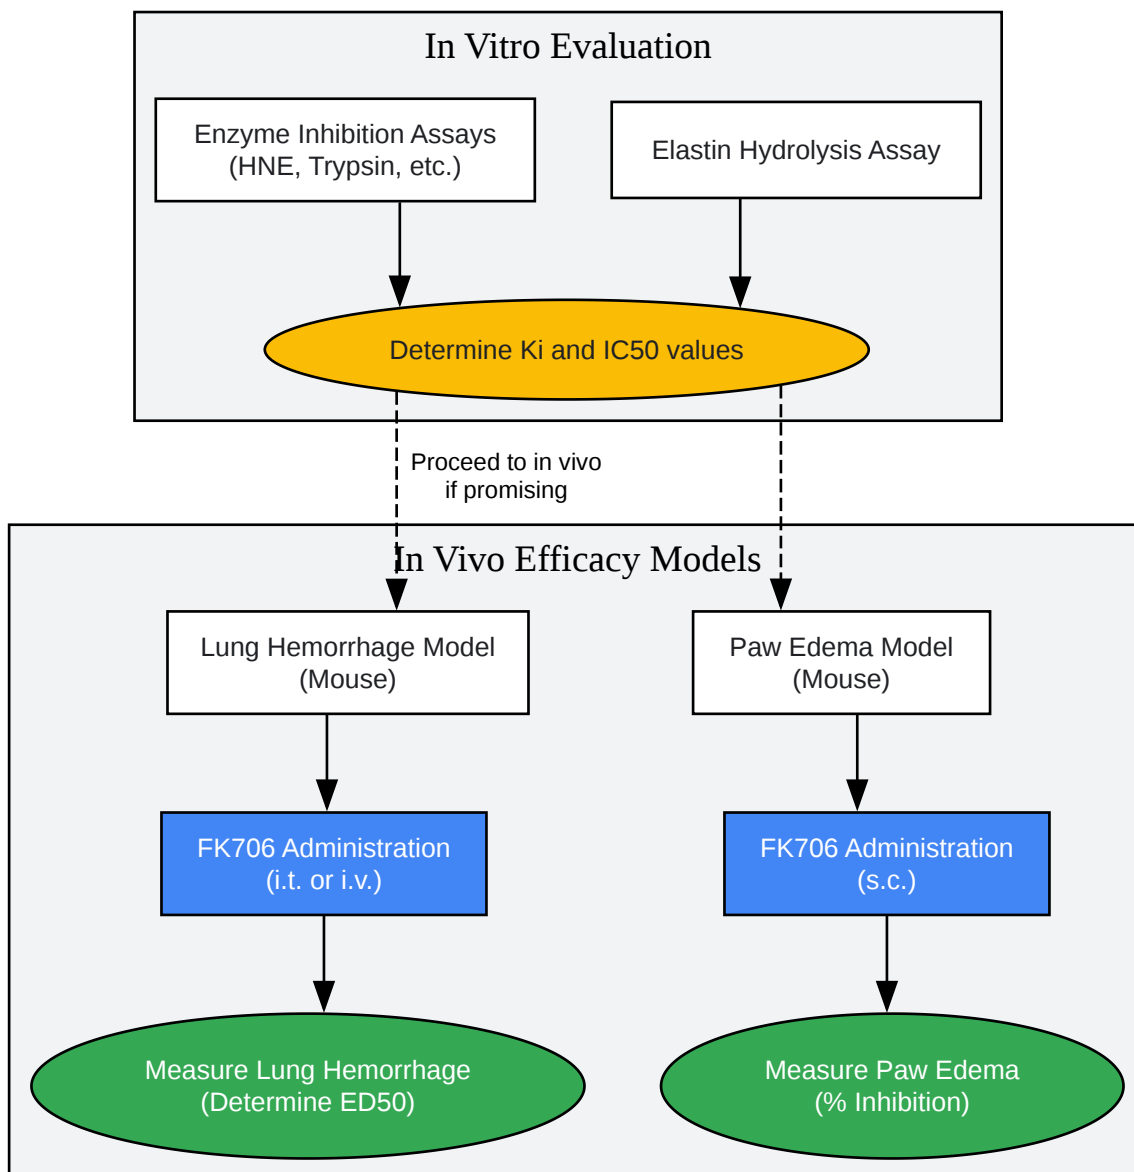 In Vitro Evaluation
Enzyme Inhibition Assays
(HNE, Trypsin, etc.)
Elastin Hydrolysis Assay
Determine Ki and IC50 values
Proceed to in vivo
if promising
In Vivo Efficacy Models
Lung Hemorrhage Model
(Mouse)
Paw Edema Model
(Mouse)
FK706 Administration
(i.t. or i.v.)
FK706 Administration
(s.c.)
Measure Lung Hemorrhage
(Determine ED50)
Measure Paw Edema
(% Inhibition)